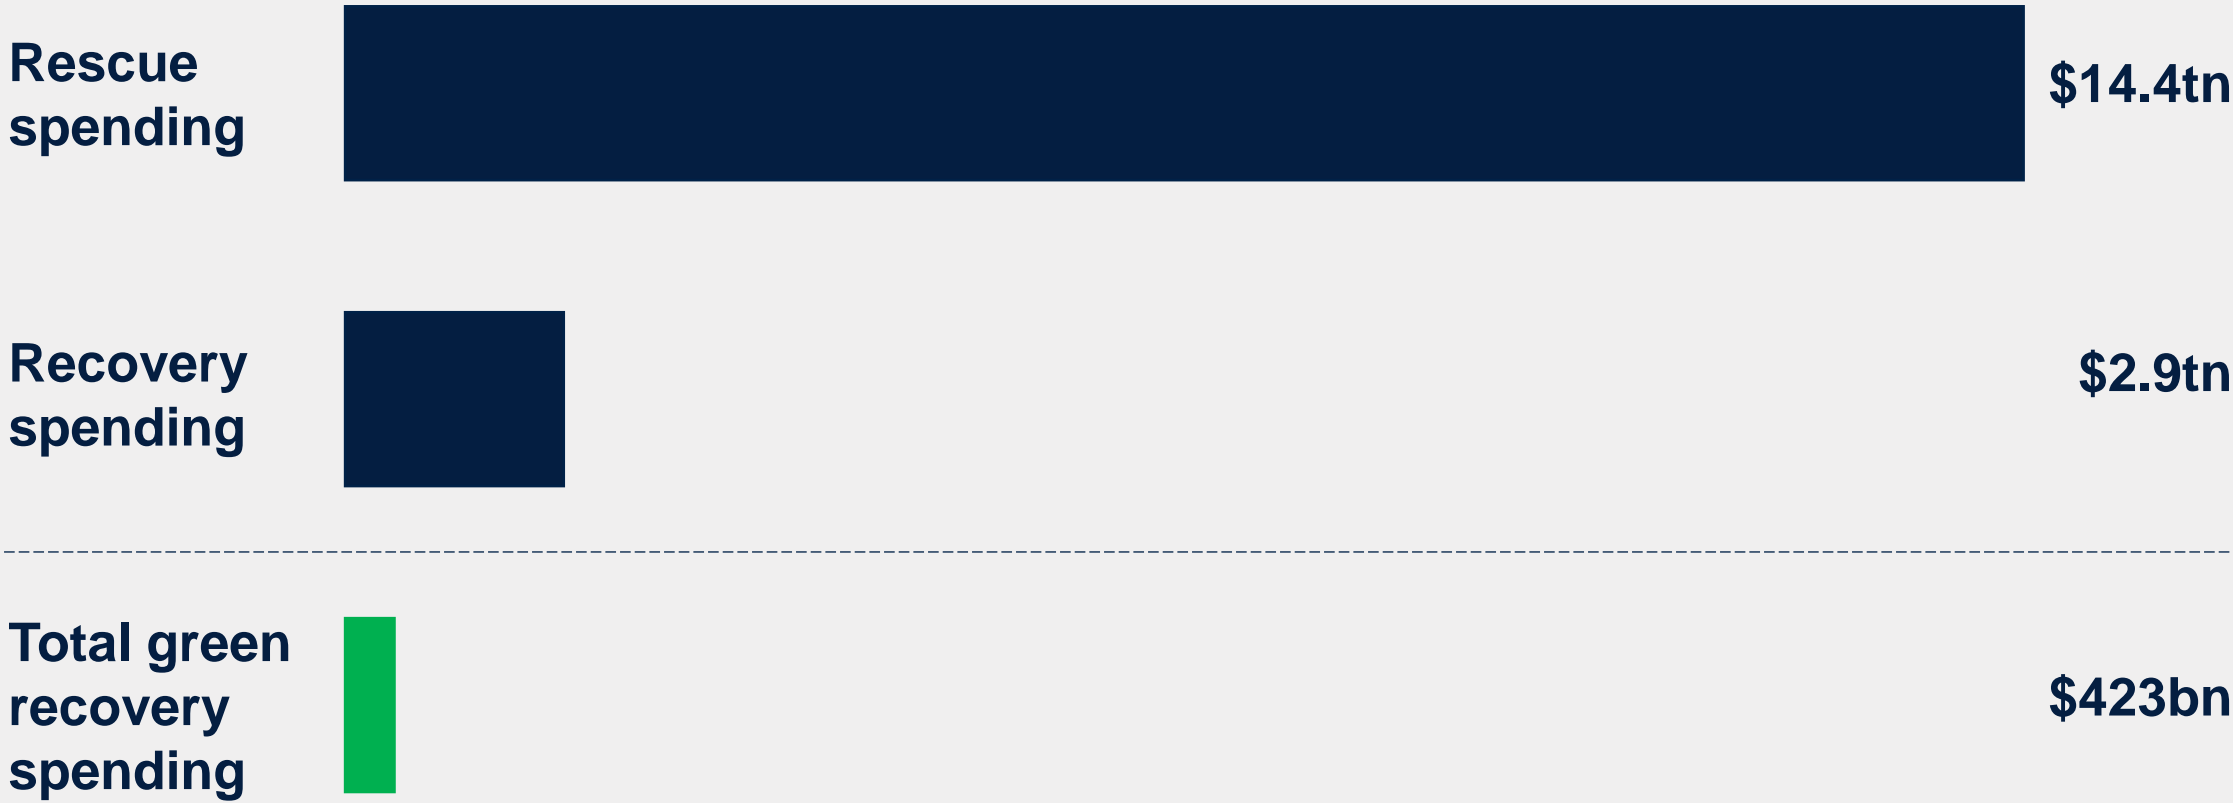 Rescue
spending
$14.4tn
Recovery
spending
$2.9tn
Total green
recovery
spending
$423bn